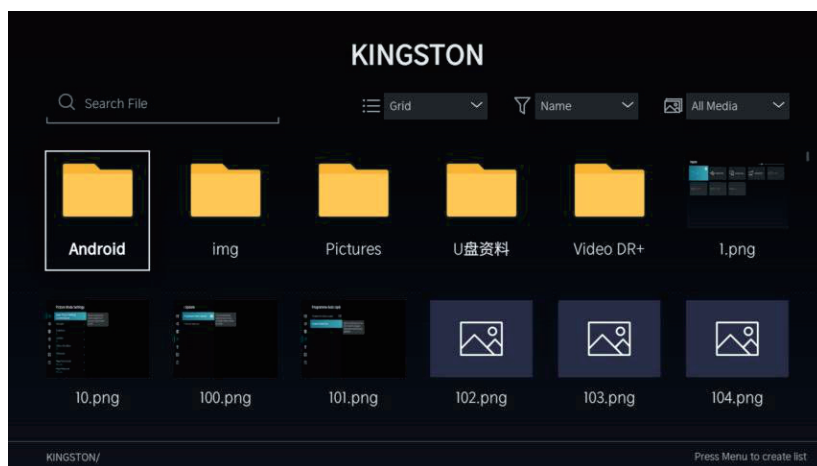 KINGSTON
Search File
Grid
Name
All Media
Android
img
Pictures
U盘资料
Video DR+
1.png
10.png
100.png
101.png
102.png
103.png
104.png
KINGSTON/
Press Menu to create list